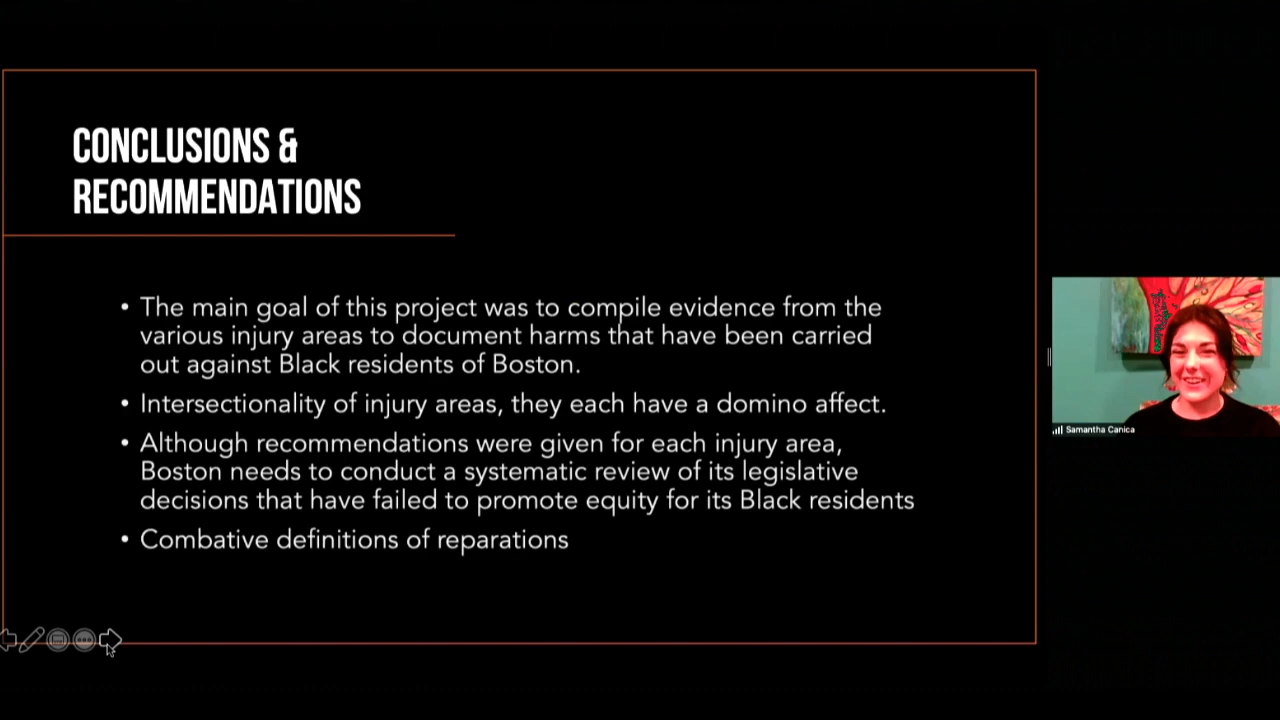 CONCLUSIONS &
RECOMMENDATIONS
• The main goal of this project was to compile evidence from the
various injury areas to document harms that have been carried
out against Black residents of Boston.
• Intersectionality of injury areas, they each have a domino affect.
• Although recommendations were given for each injury area,
Boston needs to conduct a systematic review of its legislative
decisions that have failed to promote equity for its Black residents
• Combative definitions of reparations
Samantha Canica